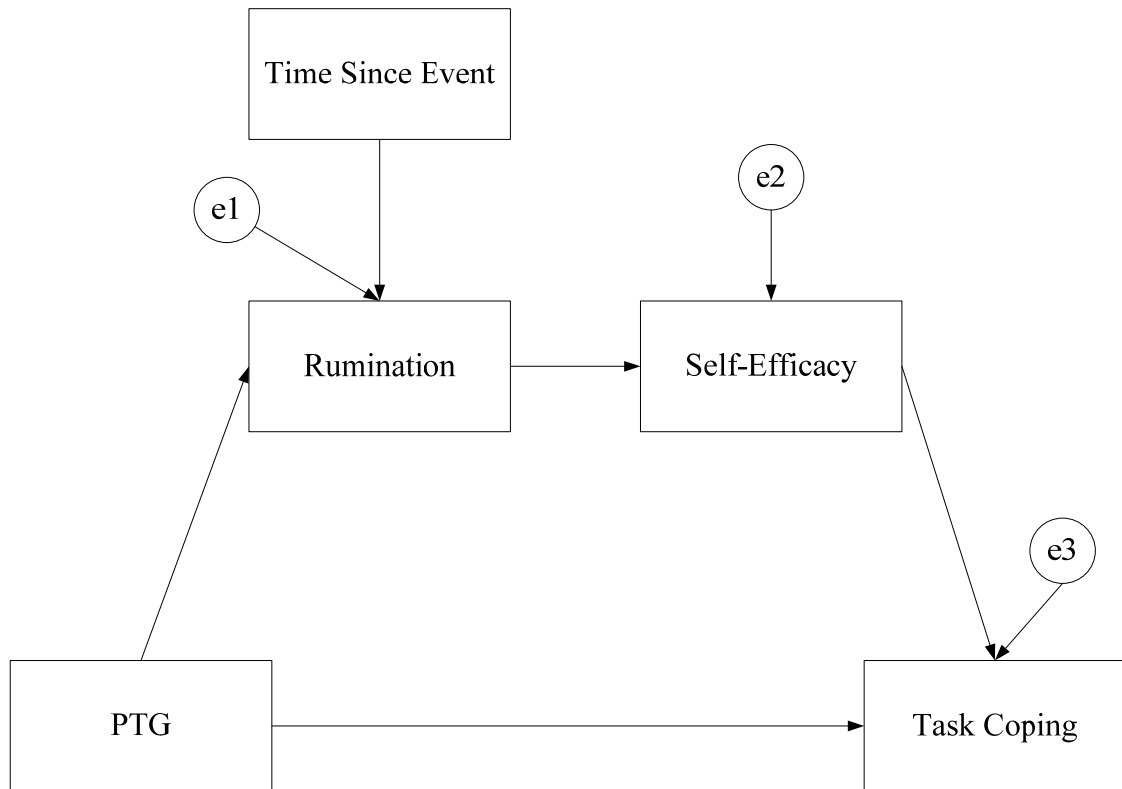 Time Since Event
e1
e2
Rumination
Self-Efficacy
e3
PTG
Task Coping